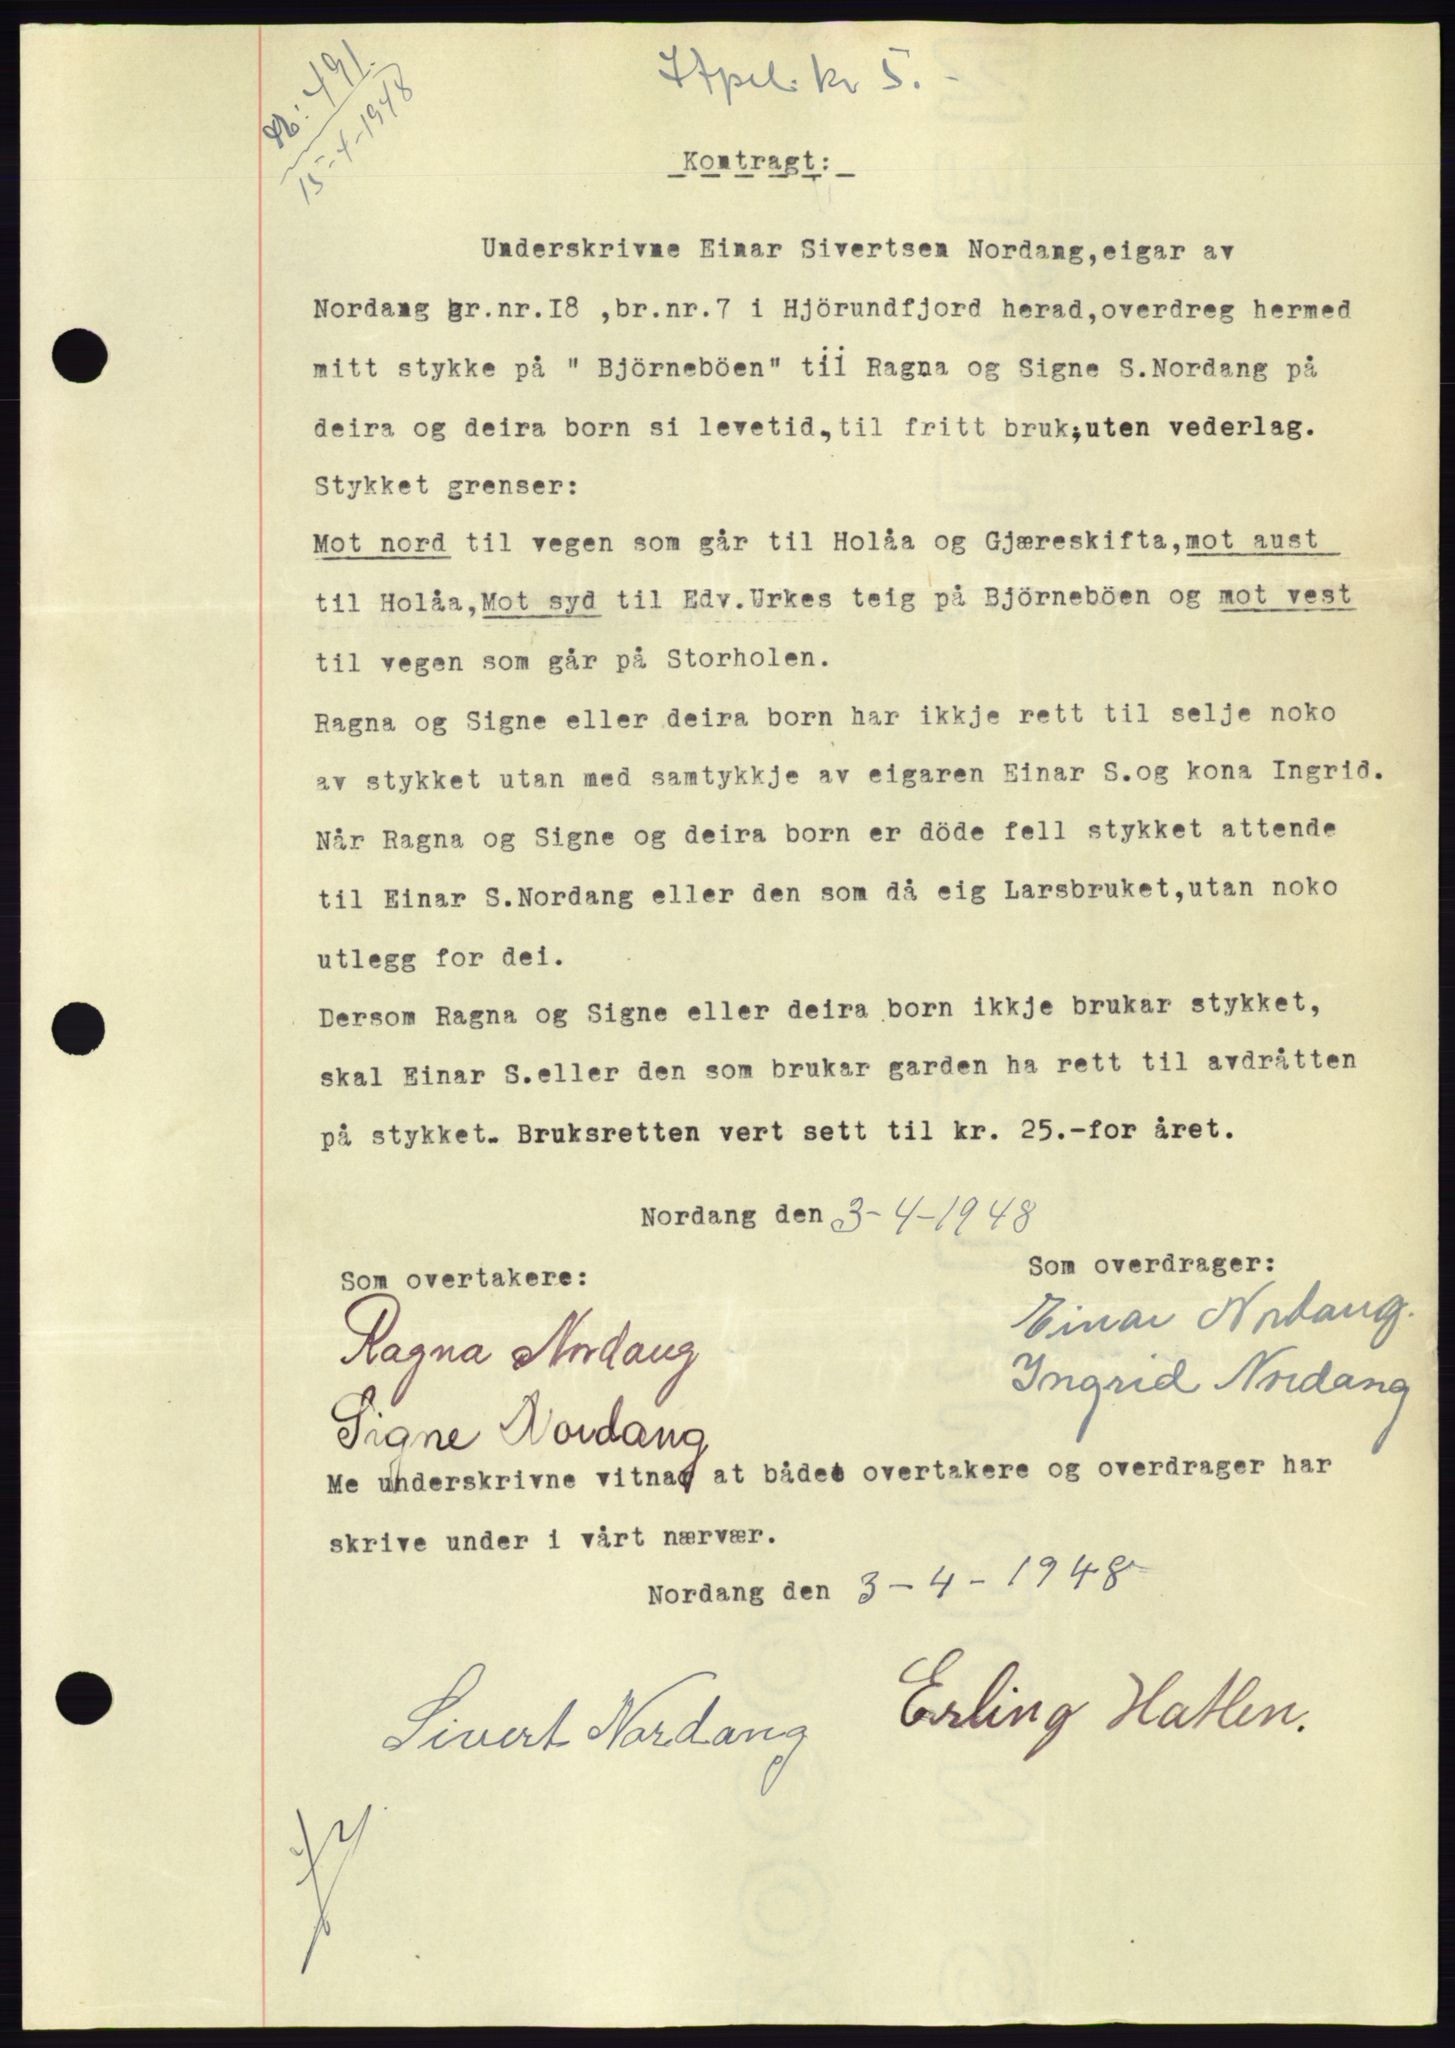 Nr: 491.
15-4-1948
Stpel. kr 5.-
Kontragt:
Underskrivne Einar Sivertsen Nordang, eigar av
Nordang gr.nr.I8 ,br.nr.7 i Hjörundfjord herad,overdreg hermed
mitt stykke på " Björneböen" til Ragna og Signe S.Nordang på
deira og deira born si levetid,til fritt bruk;uten vederlag.
Stykket grenser:
Mot nord til vegen som går til Holåa og Gjæreskifta,mot aust
til Holåa,Mot syd til Edv.Urkes teig på Björneböen og mot vest
til vegen som går på Storholen.
Ragna og Signe eller deira born har ikkje rett til selje noko
av stykket utan med samtykkje av eigaren Einar S.og kona Ingrid.
Når Ragna og Signe og deira born er döde fell stykket attende
til Einar S.Nordang eller den som då eig Larsbruket,utan noko
utlegg for dei.
Dersom Ragna og Signe eller deira born ikkje brukar stykket,
skal Einar S.eller den som brukar garden ha rett til avdråtten
på stykket. Bruksretten vert sett til kr. 25.-for året.
Nordang den 3-4-1948
Som overtakere:
Som overdrager:
Ragna Nordang
Einar Nordang.
Signe Nordang
Ingrid Nordang
Me underskrivne vitnar at både overtakere og overdrager har
skrive under i vårt nærvær.
Nordang den 3-4-1948
Sivert Nordang
Erling Hatlen.